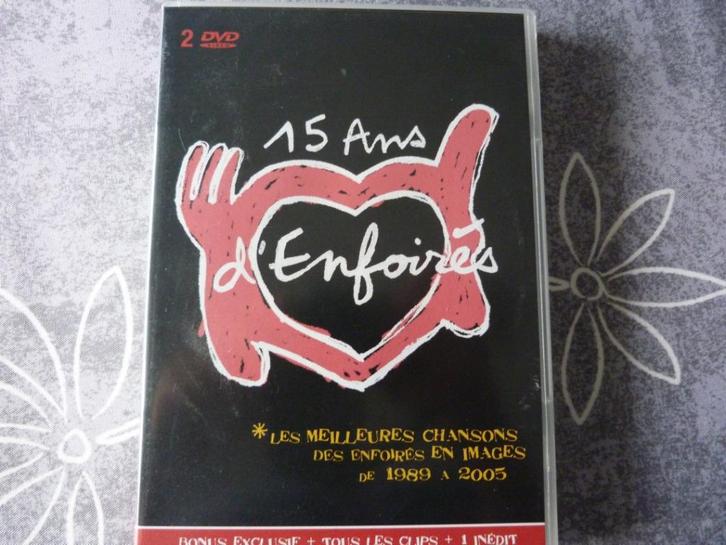 2 DVD
VIDEO
15 Ans
d'Enfoirés
*LES MEILLEURES CHANSONS
DES ENFOIRÉS EN IMAGES
DE 1989 A 2005
BONUS EXCLUSIF + TOUS LES CLIPS + 1 INÉDIT